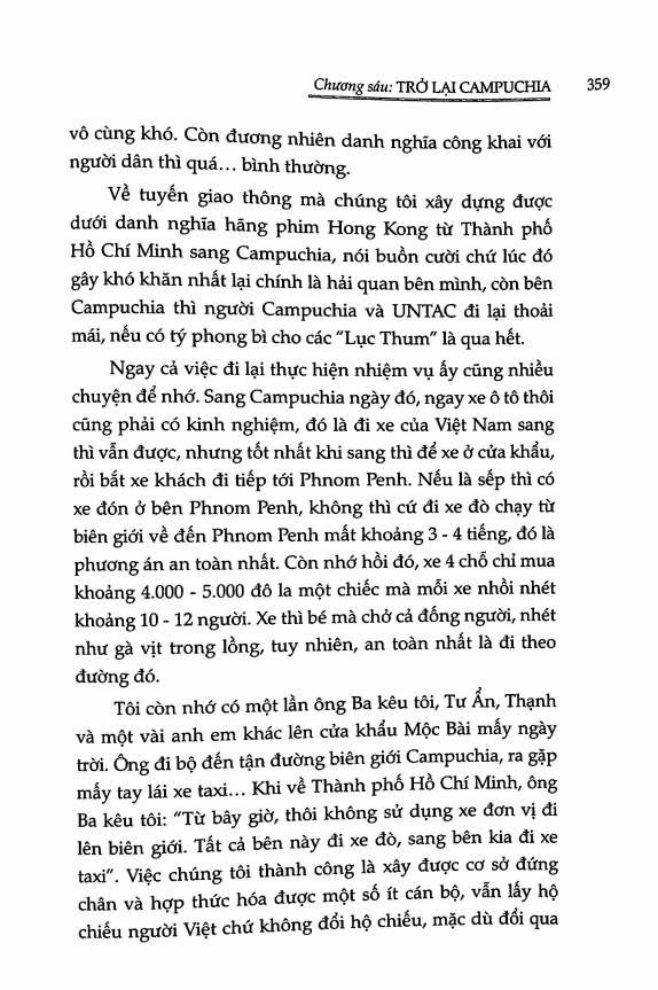 Chương sáu: TRỞ LẠI CAMPUCHIA 359
vô cùng khó. Còn đương nhiên danh nghĩa công khai với
người dân thì quá... bình thường.
Về tuyến giao thông mà chúng tôi xây dựng được
dưới danh nghĩa hãng phim Hong Kong từ Thành phố
Hồ Chí Minh sang Campuchia, nói buồn cười chứ lúc đó
gây khó khăn nhất lại chính là hải quan bên mình, còn bên
Campuchia thì người Campuchia và UNTAC đi lại thoải
mái, nếu có tý phong bì cho các “Lục Thum” là qua hết.
Ngay cả việc đi lại thực hiện nhiệm vụ ấy cũng nhiều
chuyện để nhớ. Sang Campuchia ngày đó, ngay xe ô tô thôi
cũng phải có kinh nghiệm, đó là đi xe của Việt Nam sang
thì vẫn được, nhưng tốt nhất khi sang thì để xe ở cửa khẩu,
rồi bắt xe khách đi tiếp tới Phnom Penh. Nếu là sếp thì có
xe đón ở bên Phnom Penh, không thì cứ đi xe đò chạy từ
biên giới về đến Phnom Penh mất khoảng 3 - 4 tiếng, đó là
phương án an toàn nhất. Còn nhớ hồi đó, xe 4 chỗ chỉ mua
khoảng 4.000 - 5.000 đô la một chiếc mà mỗi xe nhồi nhét
khoảng 10 - 12 người. Xe thì bé mà chở cả đống người, nhét
như gà vịt trong lồng, tuy nhiên, an toàn nhất là đi theo
đường đó.
Tôi còn nhớ có một lần ông Ba kêu tôi, Tư Ẩn, Thạnh
và một vài anh em khác lên cửa khẩu Mộc Bài mấy ngày
trời. Ông đi bộ đến tận đường biên giới Campuchia, ra gặp
mấy tay lái xe taxi... Khi về Thành phố Hồ Chí Minh, ông
Ba kêu tôi: “Từ bây giờ, thôi không sử dụng xe đơn vị đi
lên biên giới. Tất cả bên này đi xe đò, sang bên kia đi xe
taxi”. Việc chúng tôi thành công là xây được cơ sở đứng
chân và hợp thức hóa được một số ít cán bộ, vẫn lấy hộ
chiếu người Việt chứ không đổi hộ chiếu, mặc dù đổi qua